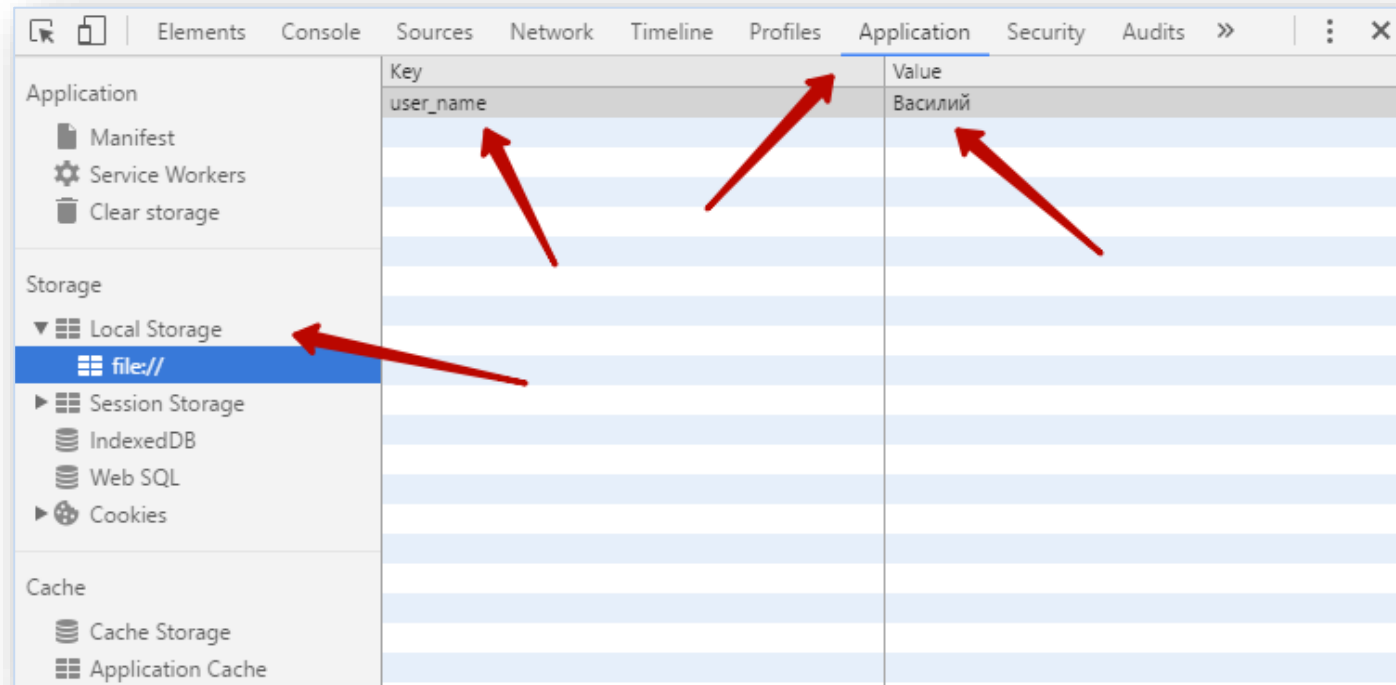 Elements Console Sources Network Timeline Profiles Application Security Audits »
Key Value
user_name Василий
Application
Manifest
Service Workers
Clear storage
Storage
Local Storage
file://
Session Storage
IndexedDB
Web SQL
Cookies
Cache
Cache Storage
Application Cache